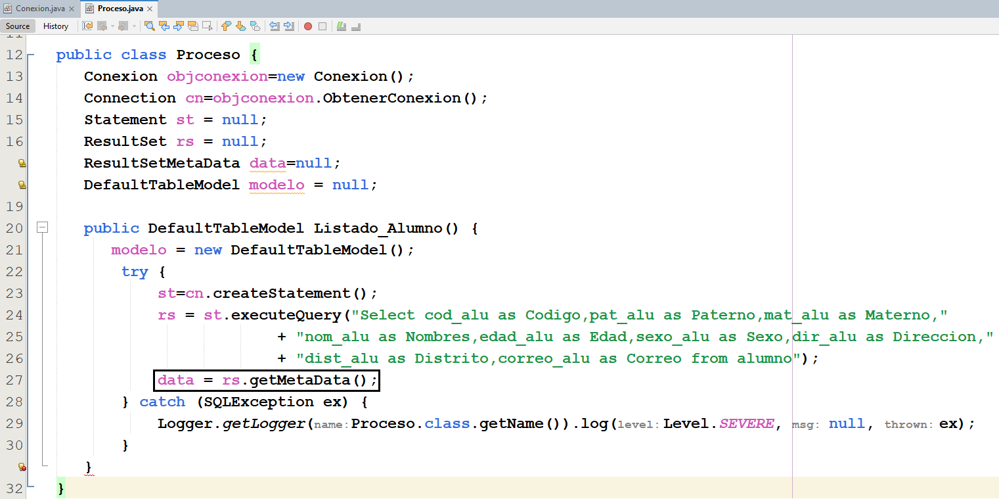 Conexion.java Proceso.java
Source History
11
12 public class Proceso {
13 Conexion objconexion=new Conexion();
14 Connection cn=objconexion.ObtenerConexion();
15 Statement st = null;
16 ResultSet rs = null;
ResultSetMetaData data=null;
DefaultTableModel modelo = null;
19
20 public DefaultTableModel Listado_Alumno() {
21 modelo = new DefaultTableModel();
22 try {
23 st=cn.createStatement();
24 rs = st.executeQuery("Select cod_alu as Codigo,pat_alu as Paterno,mat_alu as Materno,"
25 + "nom_alu as Nombres,edad_alu as Edad,sexo_alu as Sexo,dir_alu as Direccion,"
26 + "dist_alu as Distrito,correo_alu as Correo from alumno");
27 data = rs.getMetaData();
28 } catch (SQLException ex) {
29 Logger.getLogger(name:Proceso.class.getName()).log(level:Level.SEVERE, msg: null, thrown: ex);
30 }
}
32 }